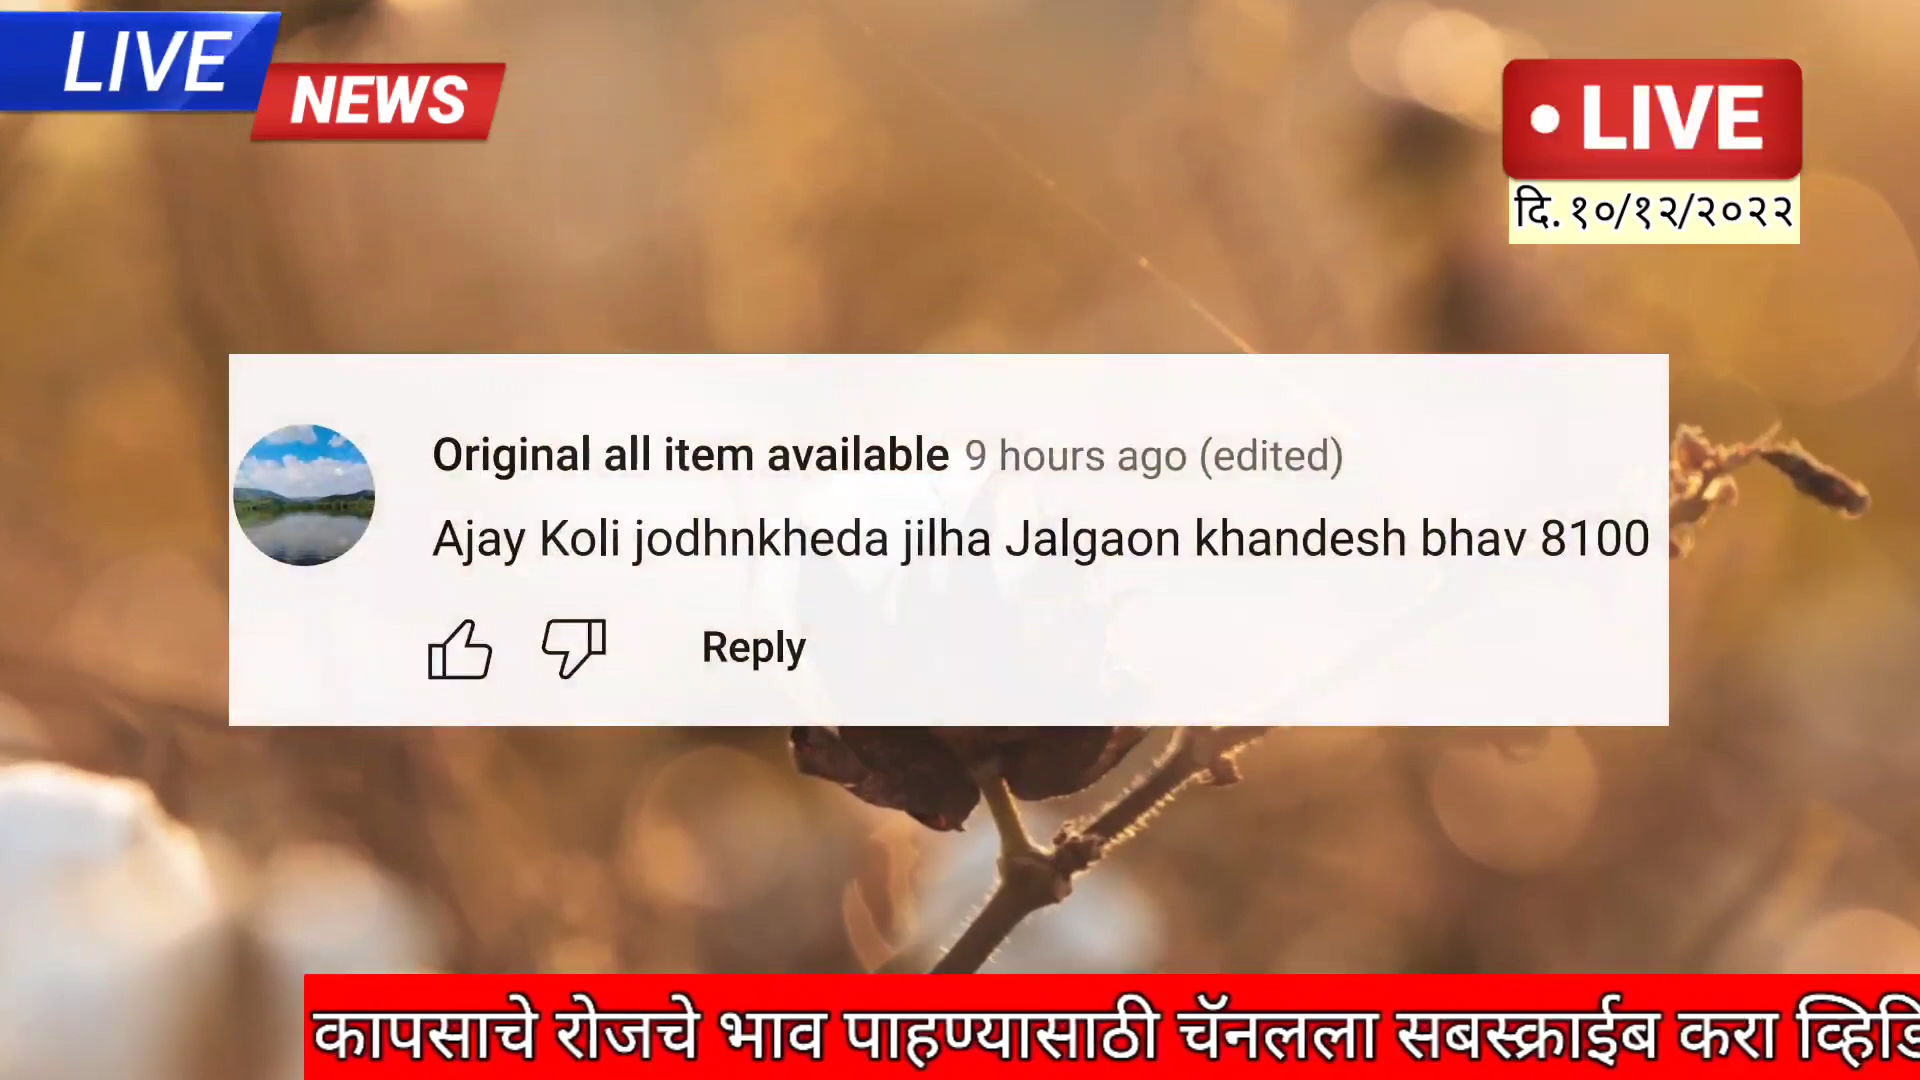 LIVE
NEWS
LIVE
दि. १०/१२/२०२२
Original all item available 9 hours ago (edited)
Ajay Koli jodhnkheda jilha Jalgaon khandesh bhav 8100
Reply
कापसाचे रोजचे भाव पाहण्यासाठी चॅनलला सबस्क्राईब करा